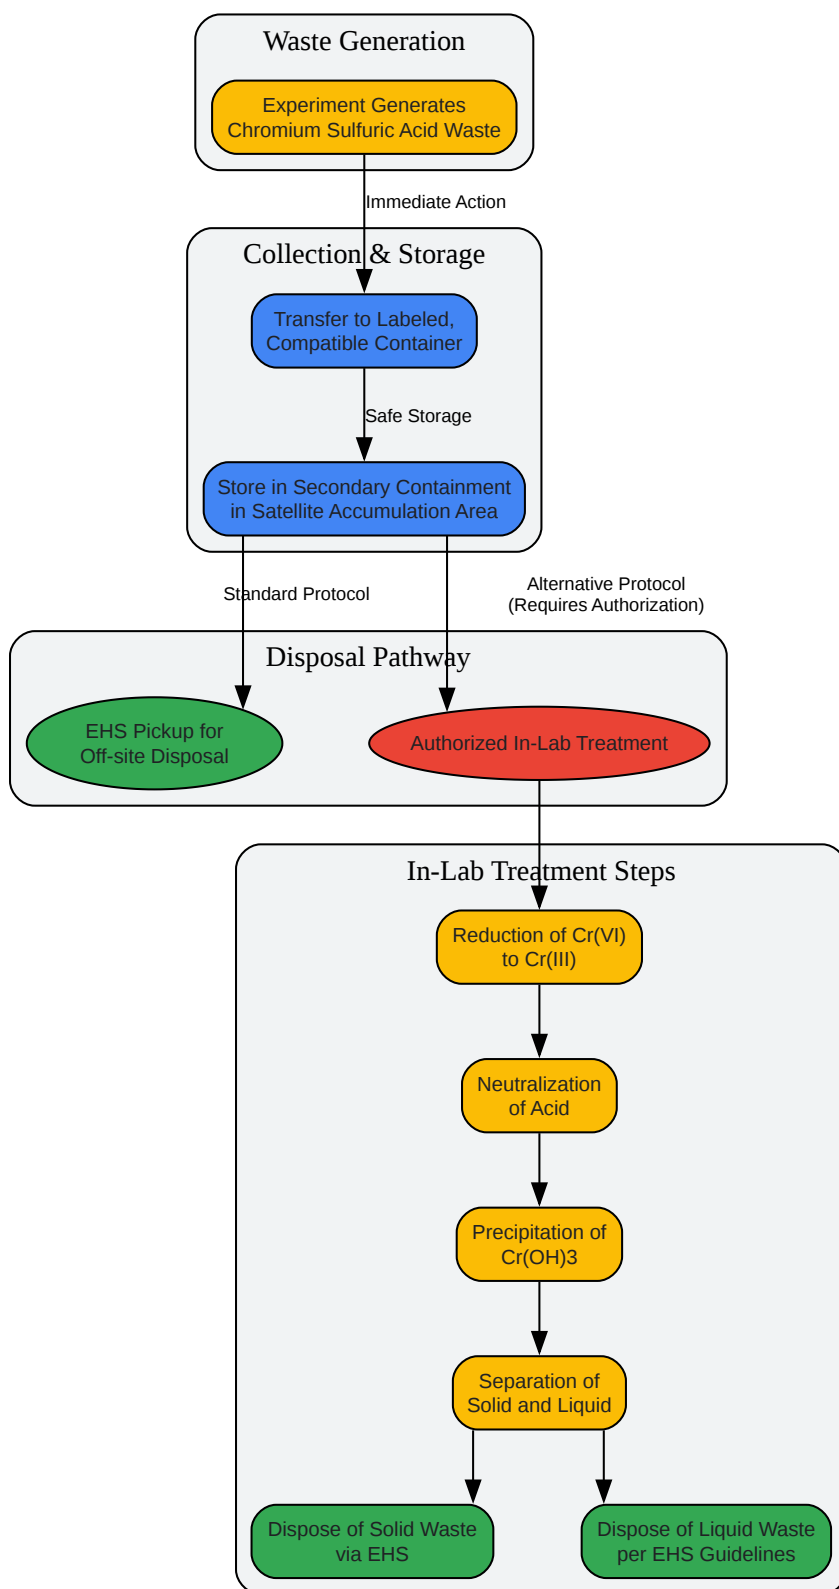 Waste Generation
Experiment Generates
Chromium Sulfuric Acid Waste
Immediate Action
Collection & Storage
Transfer to Labeled,
Compatible Container
Safe Storage
Store in Secondary Containment
in Satellite Accumulation Area
Standard Protocol
Alternative Protocol
(Requires Authorization)
Disposal Pathway
EHS Pickup for
Off-site Disposal
Authorized In-Lab Treatment
In-Lab Treatment Steps
Reduction of Cr(VI)
to Cr(III)
Neutralization
of Acid
Precipitation of
Cr(OH)3
Separation of
Solid and Liquid
Dispose of Solid Waste
via EHS
Dispose of Liquid Waste
per EHS Guidelines